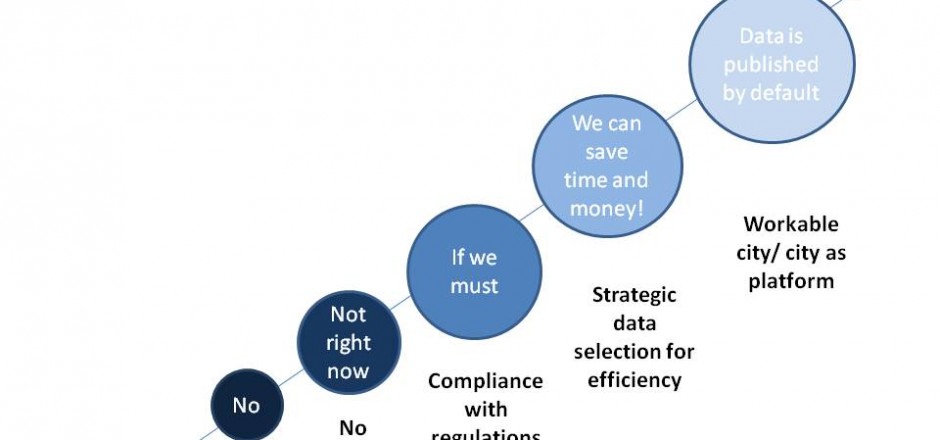 No
Not
right
now
No
If we
must
Compliance
with
regulations
We can
save
time and
money!
Strategic
data
selection for
efficiency
Data is
published
by default
Workable
city/ city as
platform